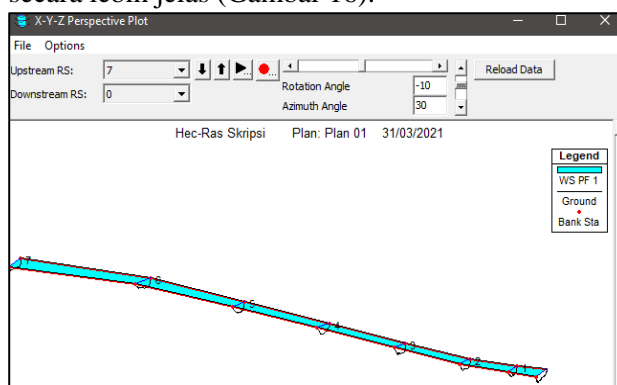 secara lebih jelas (Gambar 10).
X-Y-Z Perspective Plot
File Options
Upstream RS: 7
Downstream RS: 0
Rotation Angle -10
Azimuth Angle 30
Reload Data
Hec-Ras Skripsi Plan: Plan 01 31/03/2021
Legend
WS PF 1
Ground
Bank Sta
7
6
5
4
3
2
1